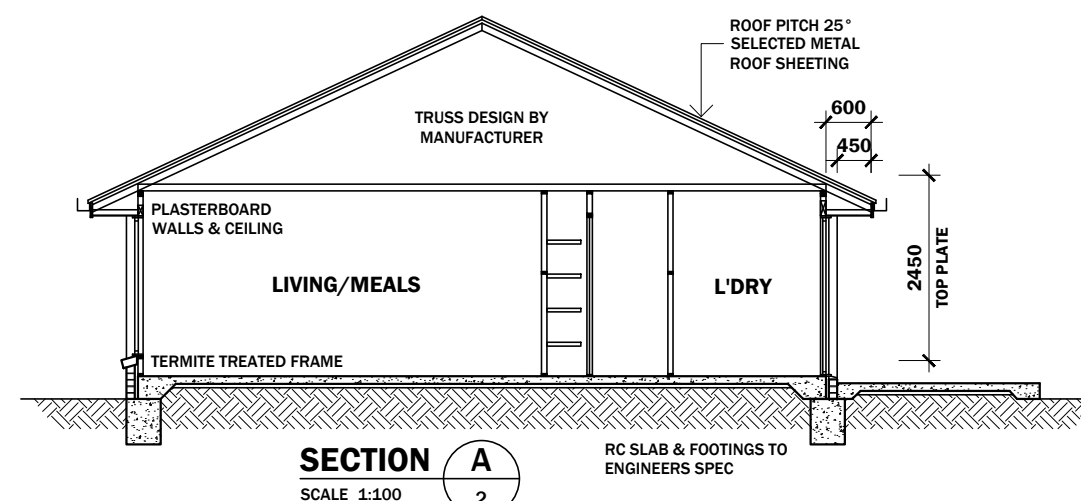 ROOF PITCH 25°
SELECTED METAL
ROOF SHEETING
600
450
TRUSS DESIGN BY
MANUFACTURER
PLASTERBOARD
WALLS & CEILING
LIVING/MEALS
L'DRY
2450
TOP PLATE
TERMITE TREATED FRAME
SECTION
A
2
SCALE 1:100
RC SLAB & FOOTINGS TO
ENGINEERS SPEC